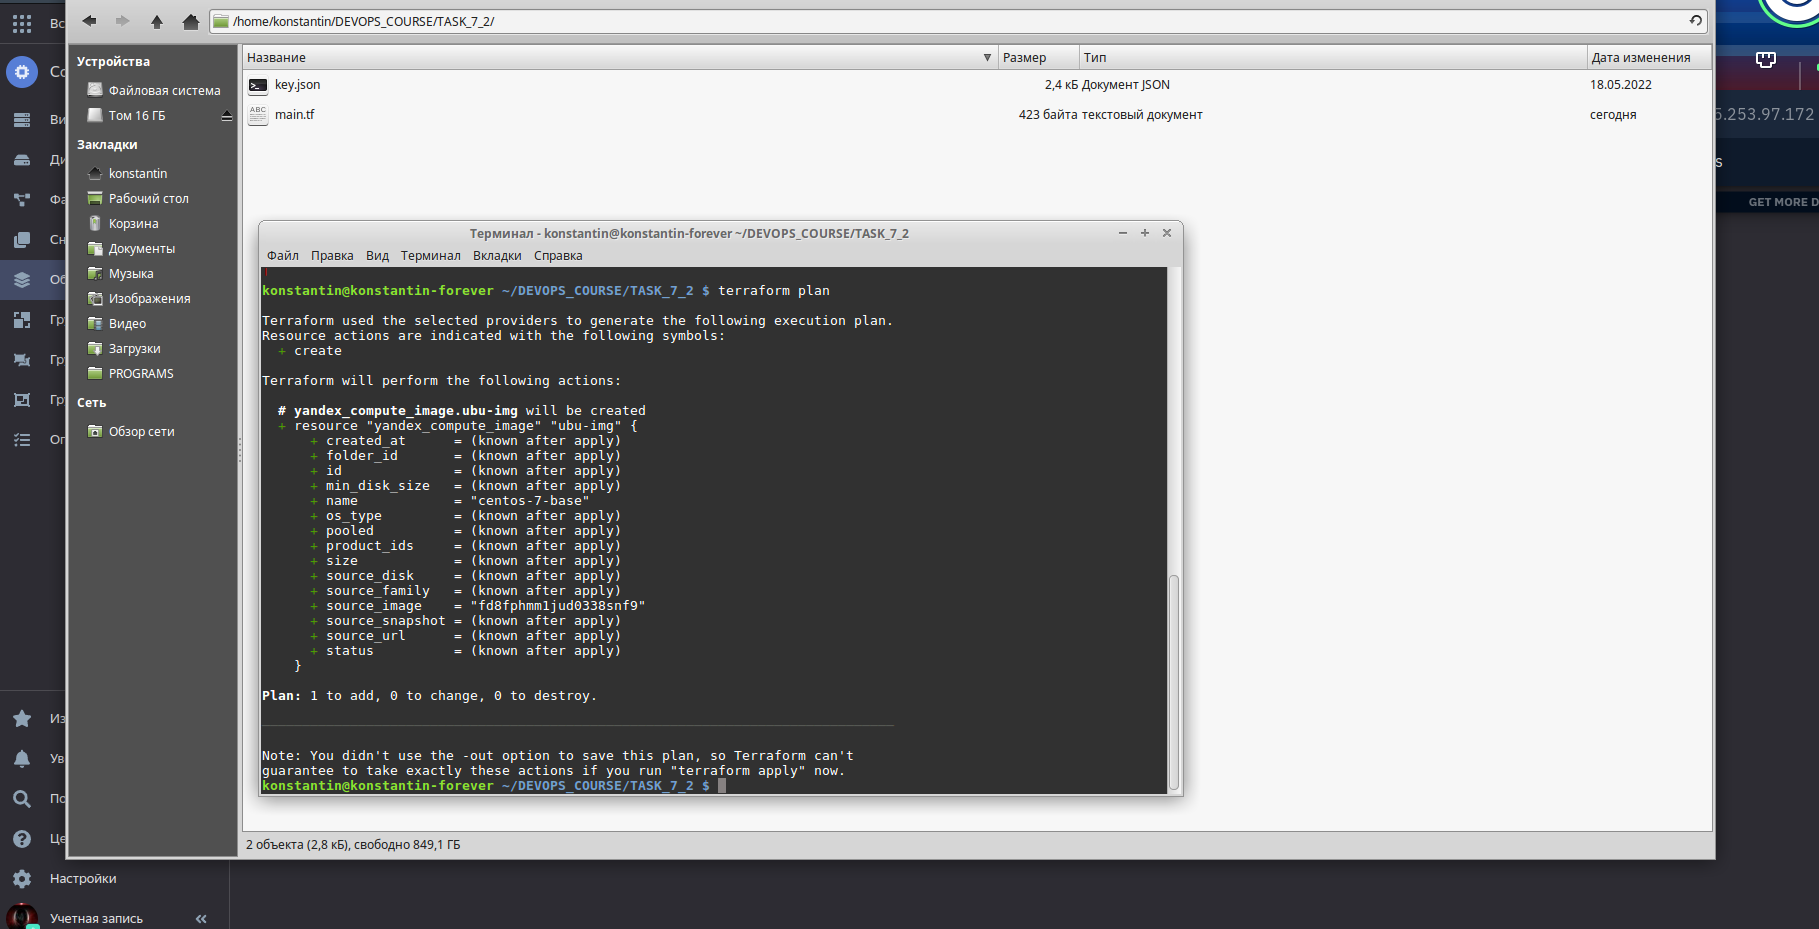 /home/konstantin/DEVOPS_COURSE/TASK_7_2/
Устройства
Файловая система
Том 16 ГБ
Закладки
konstantin
Рабочий стол
Корзина
Документы
Музыка
Изображения
Видео
Загрузки
PROGRAMS
Сеть
Обзор сети
Название Размер Тип Дата изменения
key.json 2,4 кБ Документ JSON 18.05.2022
main.tf 423 байта текстовый документ сегодня
Терминал - konstantin@konstantin-forever ~/DEVOPS_COURSE/TASK_7_2
Файл Правка Вид Терминал Вкладки Справка
konstantin@konstantin-forever ~/DEVOPS_COURSE/TASK_7_2 $ terraform plan
Terraform used the selected providers to generate the following execution plan.
Resource actions are indicated with the following symbols:
+ create
Terraform will perform the following actions:
# yandex_compute_image.ubu-img will be created
+ resource "yandex_compute_image" "ubu-img" {
+ created_at = (known after apply)
+ folder_id = (known after apply)
+ id = (known after apply)
+ min_disk_size = (known after apply)
+ name = "centos-7-base"
+ os_type = (known after apply)
+ pooled = (known after apply)
+ product_ids = (known after apply)
+ size = (known after apply)
+ source_disk = (known after apply)
+ source_family = (known after apply)
+ source_image = "fd8fphmm1jud0338snf9"
+ source_snapshot = (known after apply)
+ source_url = (known after apply)
+ status = (known after apply)
}
Plan: 1 to add, 0 to change, 0 to destroy.
Note: You didn't use the -out option to save this plan, so Terraform can't
guarantee to take exactly these actions if you run "terraform apply" now.
konstantin@konstantin-forever ~/DEVOPS_COURSE/TASK_7_2 $
2 объекта (2,8 кБ), свободно 849,1 ГБ
Вс
Со
Ви
Ди
Фа
Сн
Об
Гр
Гр
Гр
Оп
Из
Ув
По
Це
Настройки
Учетная запись
.253.97.172
s
GET MORE D